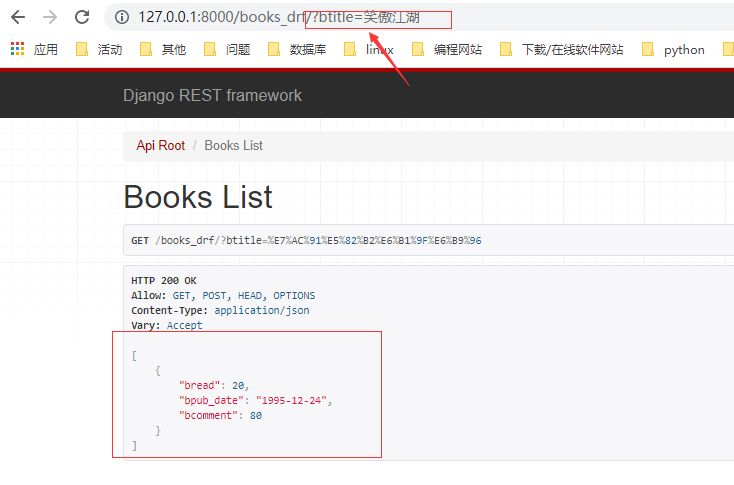 127.0.0.1:8000/books_drf/?btitle=笑傲江湖
应用 活动 其他 问题 数据库 linux 编程网站 下载/在线软件网站 python
Django REST framework
Api Root / Books List
Books List
GET /books_drf/?btitle=%E7%AC%91%E5%82%B2%E6%B1%9F%E6%B9%96
HTTP 200 OK
Allow: GET, POST, HEAD, OPTIONS
Content-Type: application/json
Vary: Accept
[
{
"bread": 20,
"bpub_date": "1995-12-24",
"bcomment": 80
}
]